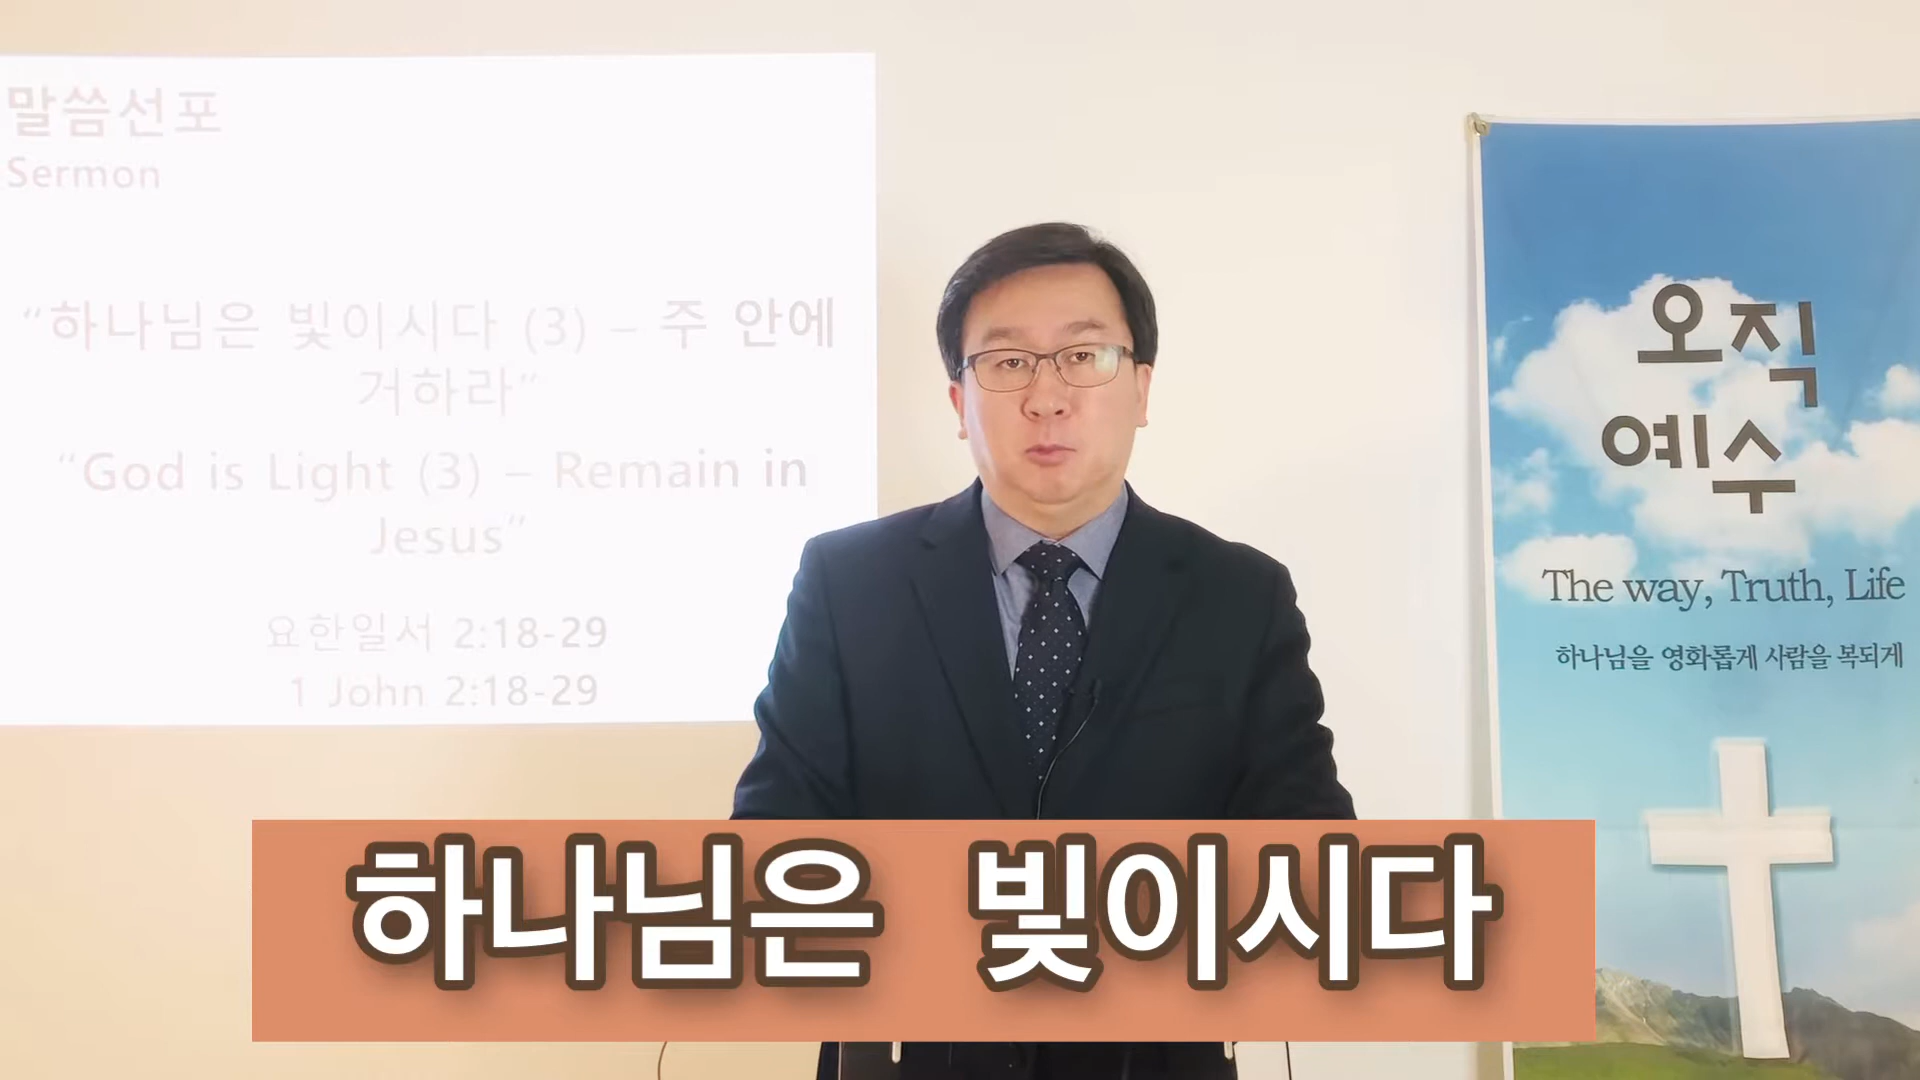 말씀선포
Sermon
“하나님은 빛이시다 (3) – 주 안에
거하라”
“God is Light (3) – Remain in
Jesus”
요한일서 2:18-29
1 John 2:18-29
오직
예수
The way, Truth, Life
하나님을 영화롭게 사람을 복되게
하나님은 빛이시다